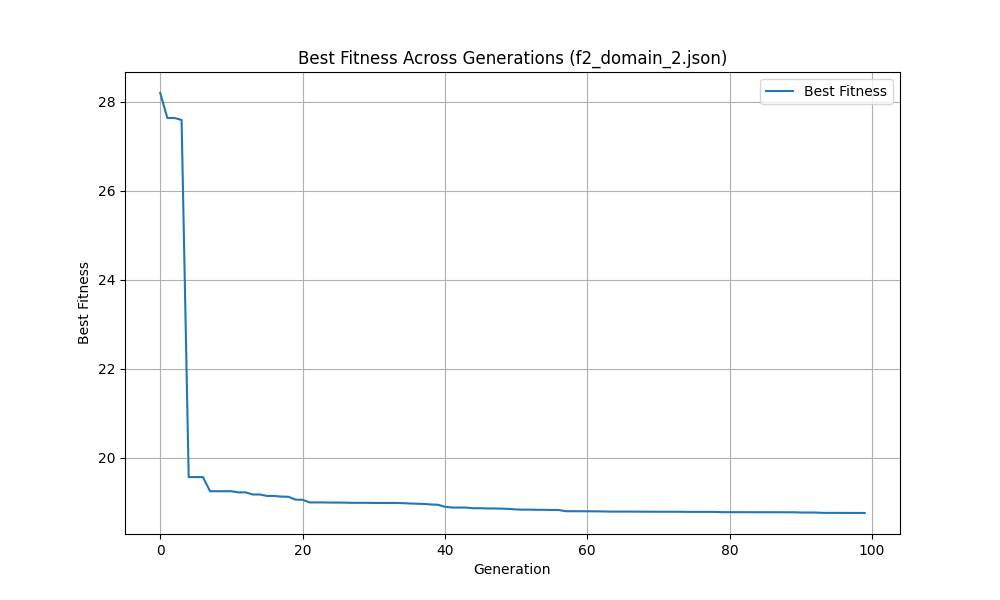 Best Fitness Across Generations (f2_domain_2.json)
Best Fitness
28
26
24
22
20
Best Fitness
0
20
40
60
80
100
Generation